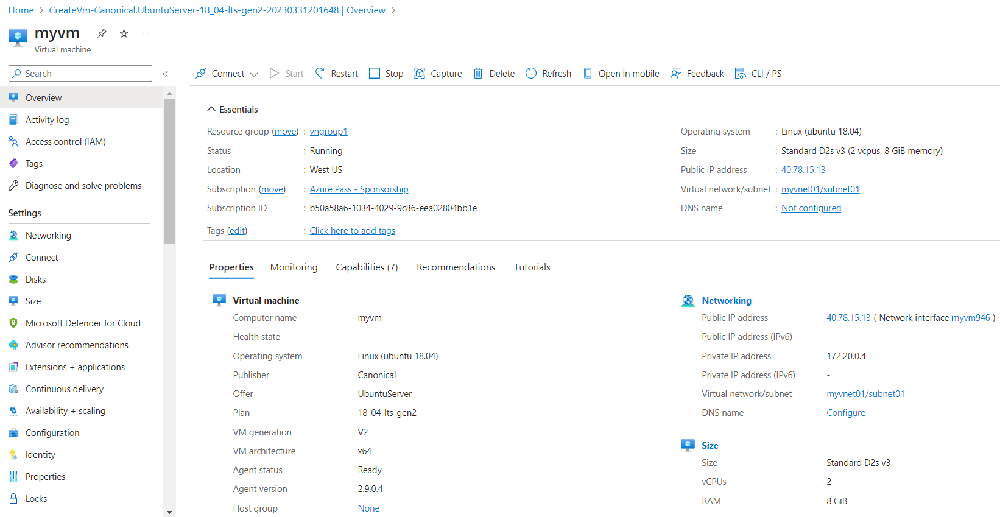 Home > CreateVm-Canonical.UbuntuServer-18_04-lts-gen2-20230331201648 | Overview >
myvm
Virtual machine
Search
Connect Start Restart Stop Capture Delete Refresh Open in mobile Feedback CLI / PS
Overview
Activity log
Access control (IAM)
Tags
Diagnose and solve problems
Settings
Networking
Connect
Disks
Size
Microsoft Defender for Cloud
Advisor recommendations
Extensions + applications
Continuous delivery
Availability + scaling
Configuration
Identity
Properties
Locks
Essentials
Resource group (move) : vngroup1
Status : Running
Location : West US
Subscription (move) : Azure Pass - Sponsorship
Subscription ID : b50a58a6-1034-4029-9c86-eea02804bb1e
Tags (edit) : Click here to add tags
Operating system : Linux (ubuntu 18.04)
Size : Standard D2s v3 (2 vcpus, 8 GiB memory)
Public IP address : 40.78.15.13
Virtual network/subnet : myvnet01/subnet01
DNS name : Not configured
Properties Monitoring Capabilities (7) Recommendations Tutorials
Virtual machine
Computer name myvm
Health state -
Operating system Linux (ubuntu 18.04)
Publisher Canonical
Offer UbuntuServer
Plan 18_04-lts-gen2
VM generation V2
VM architecture x64
Agent status Ready
Agent version 2.9.0.4
Host group None
Networking
Public IP address 40.78.15.13 ( Network interface myvm946 )
Public IP address (IPv6) -
Private IP address 172.20.0.4
Private IP address (IPv6) -
Virtual network/subnet myvnet01/subnet01
DNS name Configure
Size
Size Standard D2s v3
vCPUs 2
RAM 8 GiB